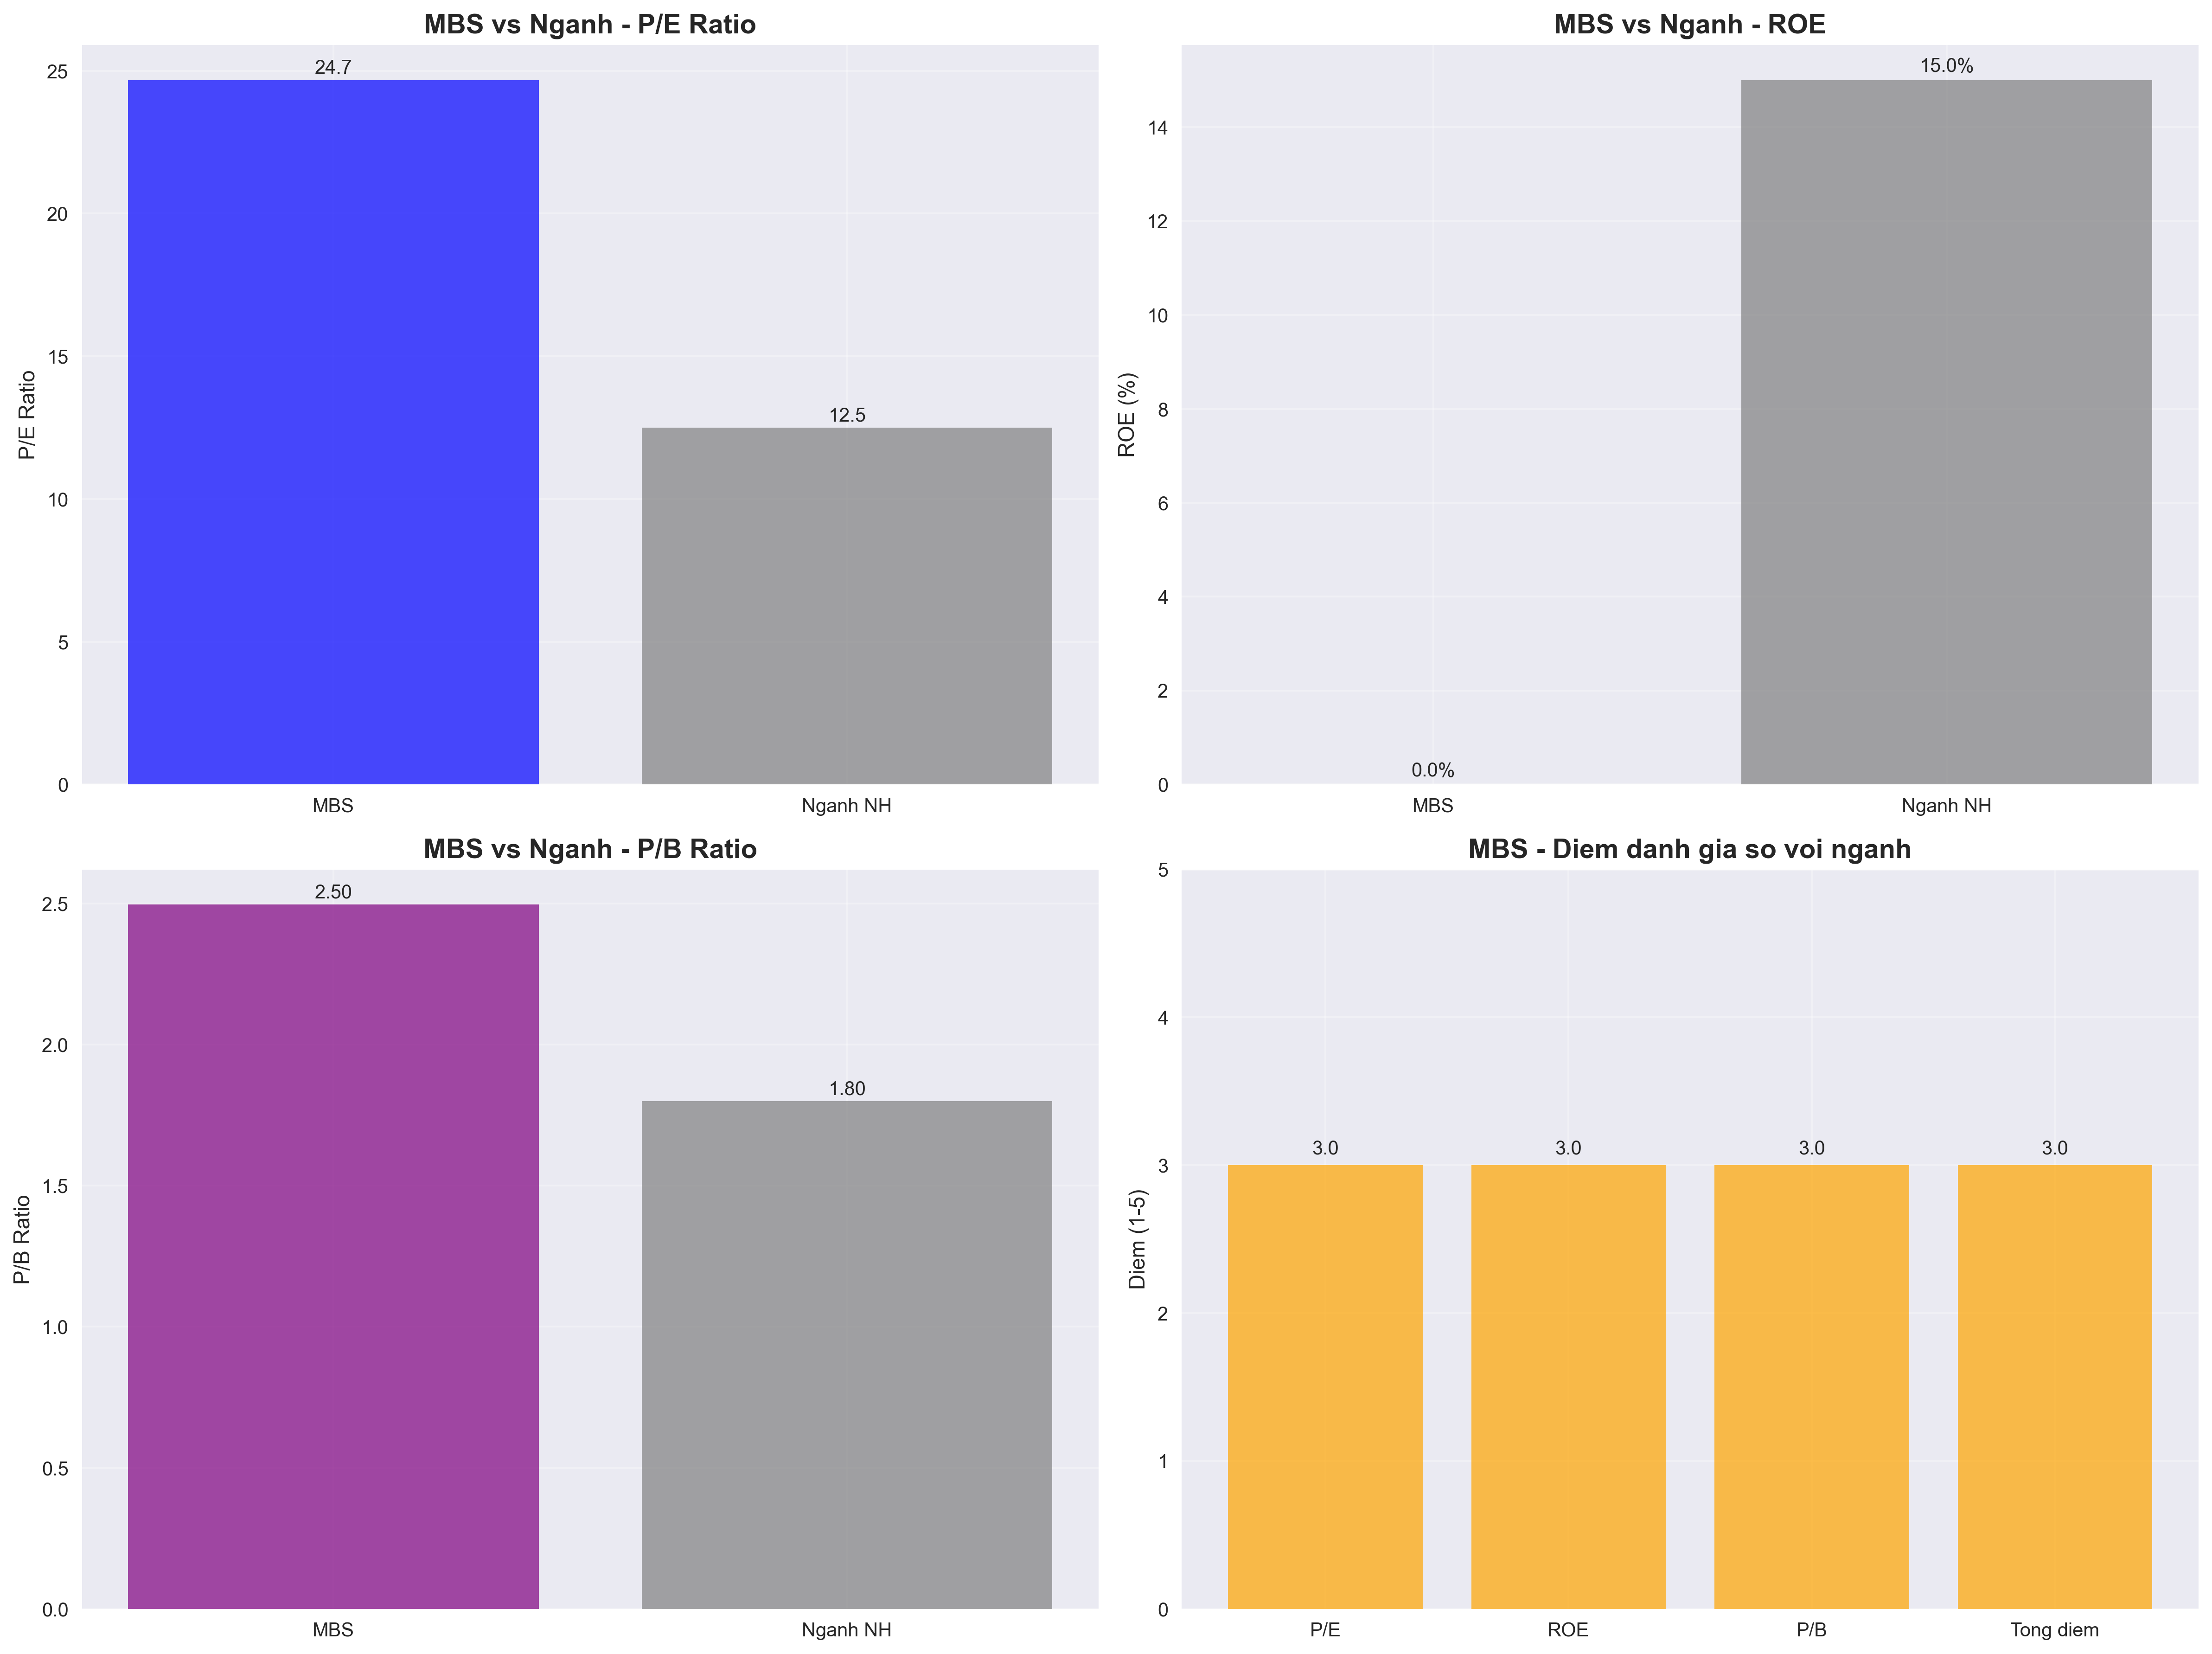 MBS vs Nganh - P/E Ratio
P/E Ratio
25
20
15
10
5
0
24.7
12.5
MBS
Nganh NH
MBS vs Nganh - ROE
ROE (%)
14
12
10
8
6
4
2
0
0.0%
15.0%
MBS
Nganh NH
MBS vs Nganh - P/B Ratio
P/B Ratio
2.5
2.0
1.5
1.0
0.5
0.0
2.50
1.80
MBS
Nganh NH
MBS - Diem danh gia so voi nganh
Diem (1-5)
5
4
3
2
1
0
3.0
3.0
3.0
3.0
P/E
ROE
P/B
Tong diem